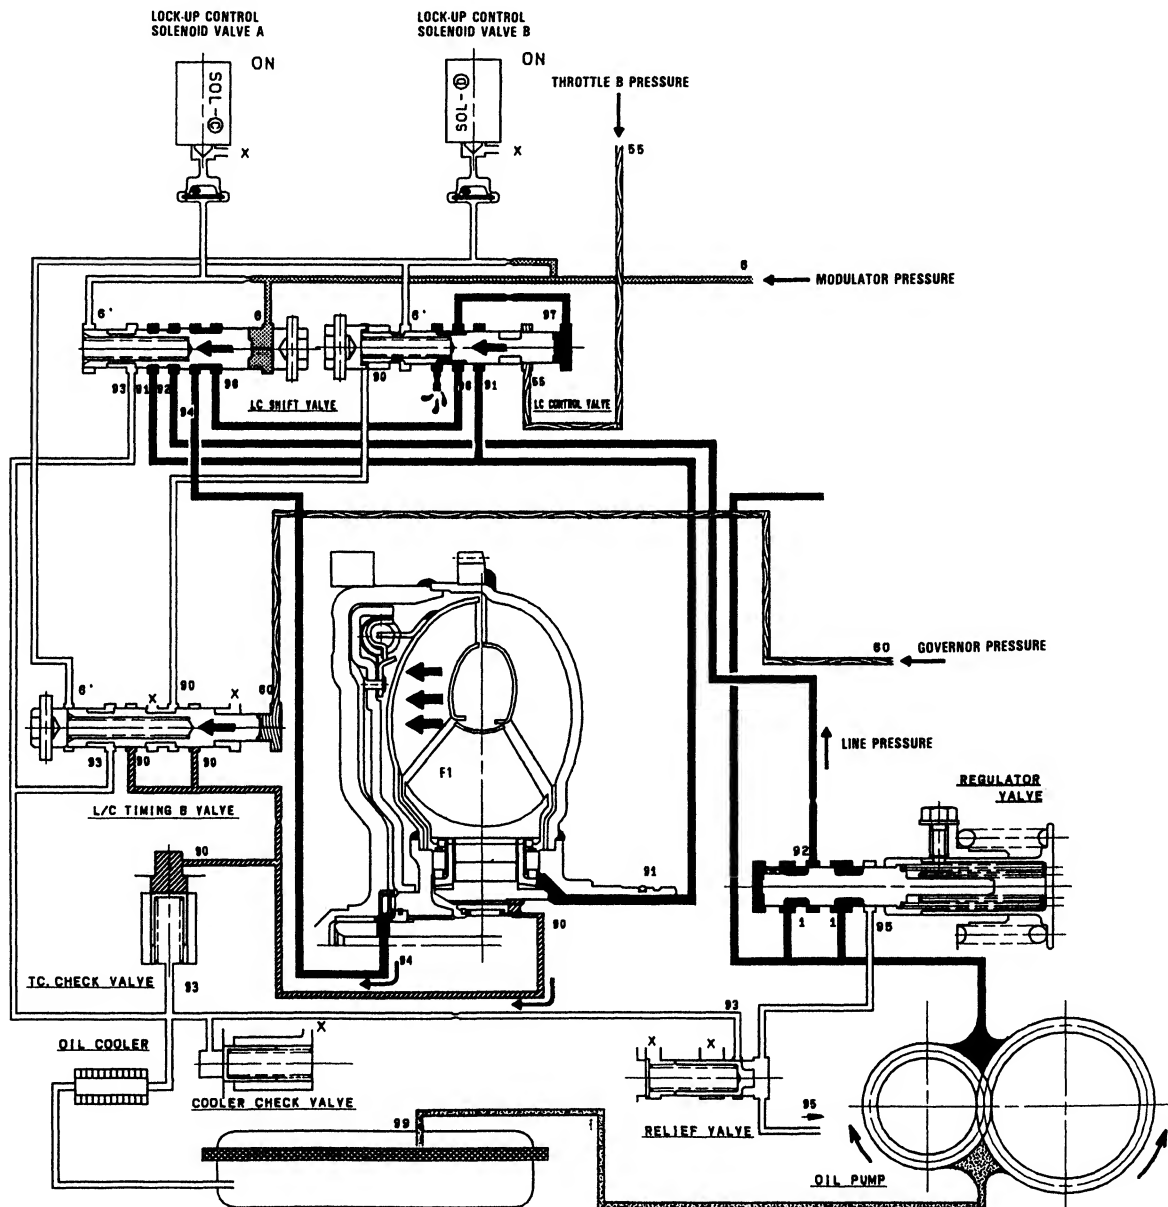 LOCK-UP CONTROL
SOLENOID VALVE A
LOCK-UP CONTROL
SOLENOID VALVE B
ON
ON
SOL-Ⓒ
SOL-Ⓓ
THROTTLE B PRESSURE
X
X
55
6
MODULATOR PRESSURE
6'
6
6'
97
93
91
92
94
96
90
96
91
55
LC SHIFT VALVE
LC CONTROL VALVE
60
GOVERNOR PRESSURE
6'
90
X
X
60
93
90
90
L/C TIMING B VALVE
F1
LINE PRESSURE
REGULATOR
VALVE
90
92
91
1
1
95
90
TC. CHECK VALVE
93
94
93
OIL COOLER
X
X
X
COOLER CHECK VALVE
99
RELIEF VALVE
95
1
OIL PUMP